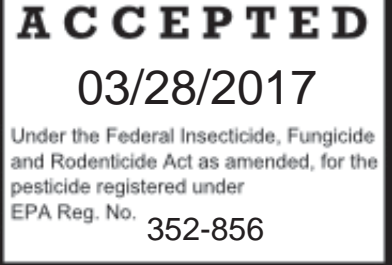 ACCEPTED
03/28/2017
Under the Federal Insecticide, Fungicide
and Rodenticide Act as amended, for the
pesticide registered under
EPA Reg. No. 352-856